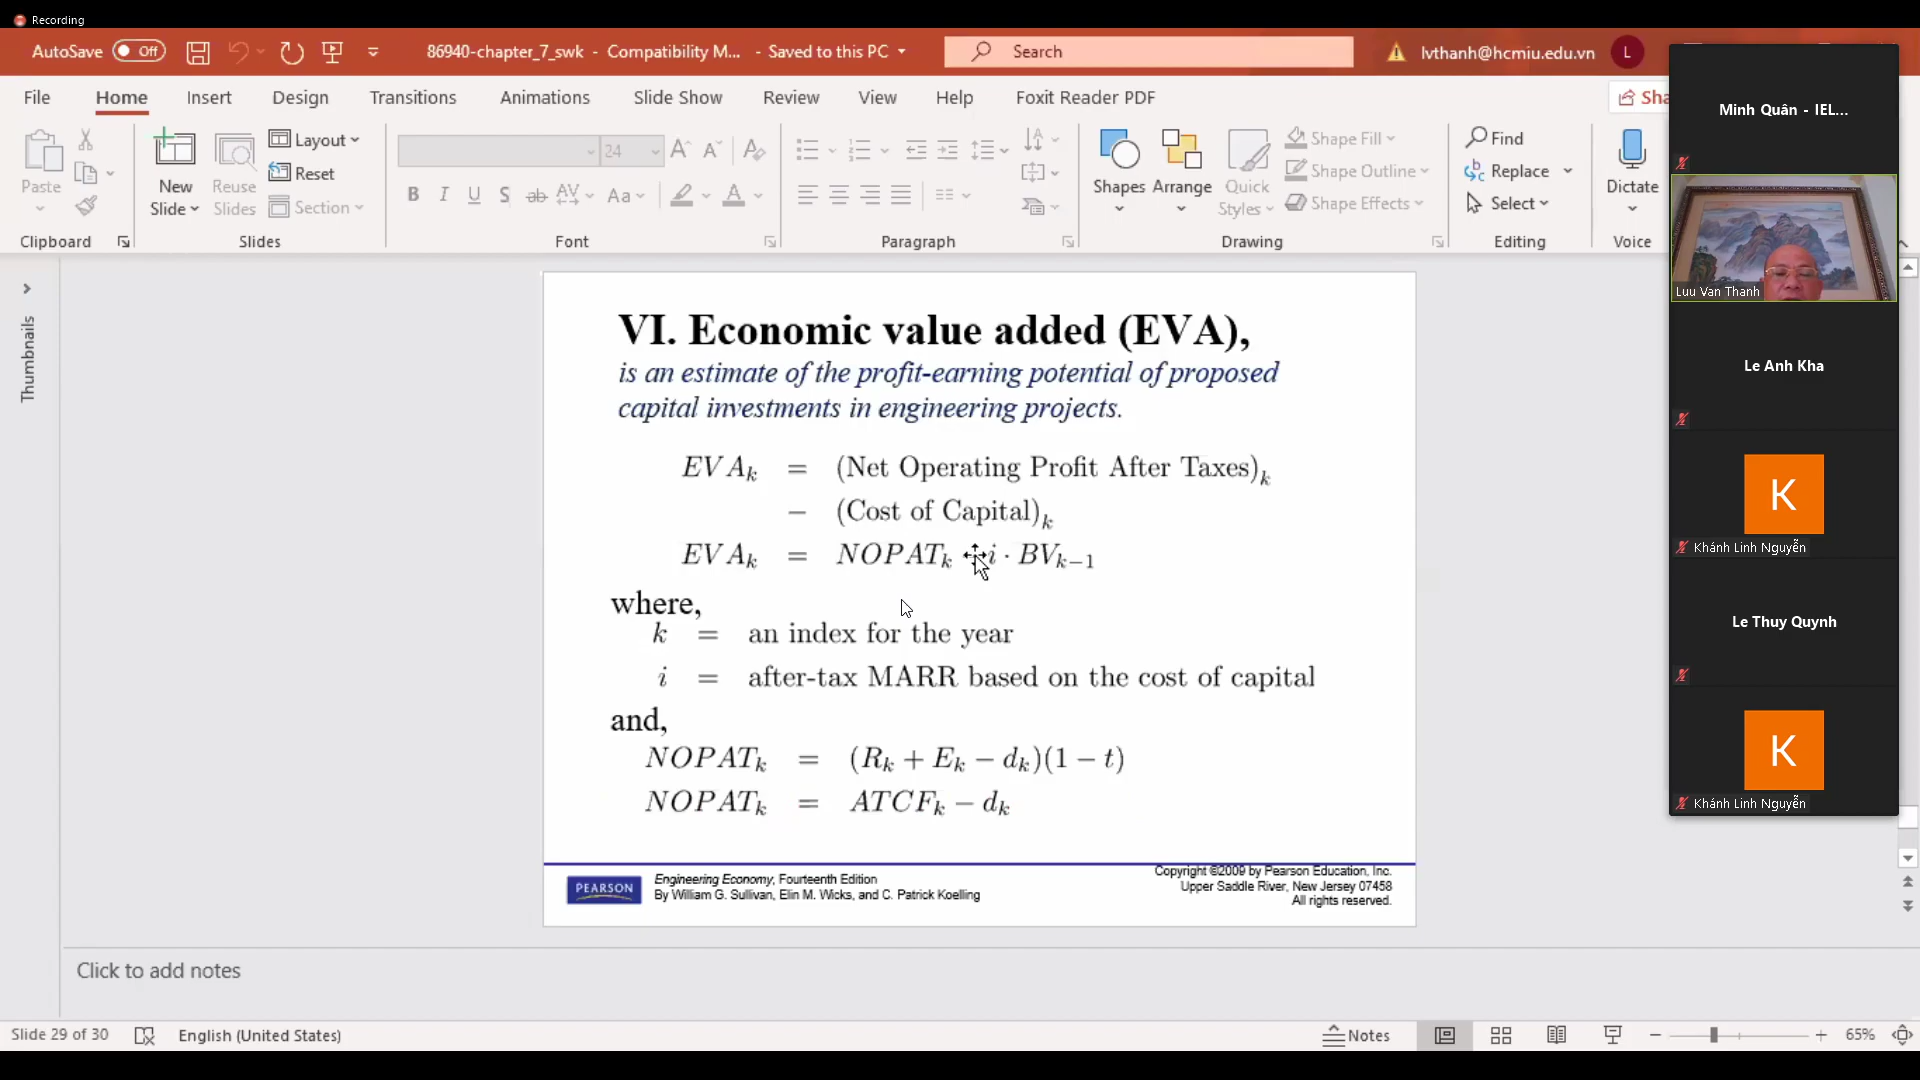 Recording
AutoSave Off 86940-chapter_7_swk - Compatibility M... - Saved to this PC Search lvthanh@hcmiu.edu.vn L
File Home Insert Design Transitions Animations Slide Show Review View Help Foxit Reader PDF
Paste
Clipboard
New Slide
Reuse Slides
Layout
Reset
Section
Slides
24
B I U S ab AV Aa A
Font
Paragraph
Shapes
Arrange
Quick Styles
Shape Fill
Shape Outline
Shape Effects
Drawing
Find
Replace
Select
Editing
Dictate
Voice
Thumbnails
VI. Economic value added (EVA),
is an estimate of the profit-earning potential of proposed
capital investments in engineering projects.
EVA_k = (Net Operating Profit After Taxes)_k
− (Cost of Capital)_k
EVA_k = NOPAT_k i · BV_{k−1}
where,
k = an index for the year
i = after-tax MARR based on the cost of capital
and,
NOPAT_k = (R_k + E_k − d_k)(1 − t)
NOPAT_k = ATCF_k − d_k
PEARSON
Engineering Economy, Fourteenth Edition
By William G. Sullivan, Elin M. Wicks, and C. Patrick Koelling
Copyright ©2009 by Pearson Education, Inc.
Upper Saddle River, New Jersey 07458
All rights reserved.
Click to add notes
Slide 29 of 30 English (United States) Notes 65%
Minh Quân - IEL...
Luu Van Thanh
Le Anh Kha
K
Khánh Linh Nguyễn
Le Thuy Quynh
K
Khánh Linh Nguyễn